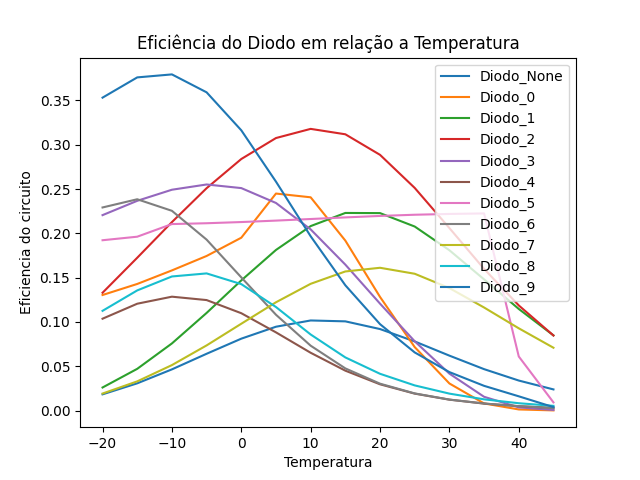 Eficiência do Diodo em relação a Temperatura
Eficiencia do circuito
0.35
0.30
0.25
0.20
0.15
0.10
0.05
0.00
−20
−10
0
10
20
30
40
Temperatura
Diodo_None
Diodo_0
Diodo_1
Diodo_2
Diodo_3
Diodo_4
Diodo_5
Diodo_6
Diodo_7
Diodo_8
Diodo_9